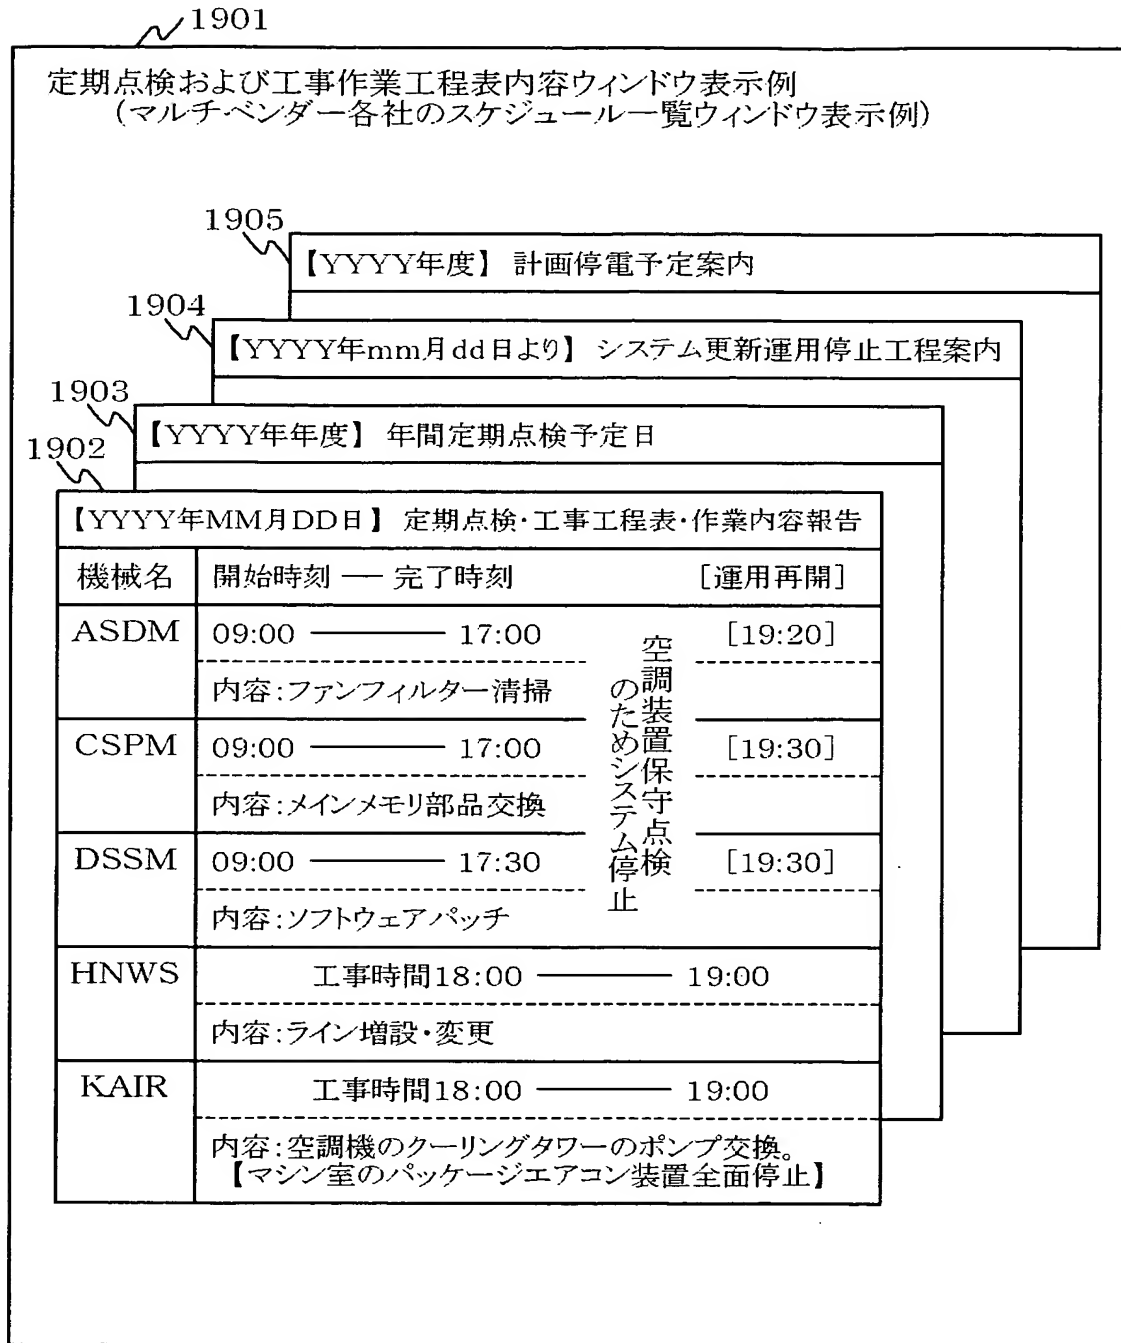 1901
定期点検および工事作業工程表内容ウィンドウ表示例
(マルチベンダー各社のスケジュール一覧ウィンドウ表示例)
1905
【YYYY年度】 計画停電予定案内
1904
【YYYY年mm月dd日より】 システム更新運用停止工程案内
1903
【YYYY年年度】 年間定期点検予定日
1902
【YYYY年MM月DD日】 定期点検・工事工程表・作業内容報告
機械名 開始時刻 ― 完了時刻 [運用再開]
ASDM 09:00 ――― 17:00 [19:20]
内容:ファンフィルター清掃
CSPM 09:00 ――― 17:00 [19:30]
内容:メインメモリ部品交換
DSSM 09:00 ――― 17:30 [19:30]
内容:ソフトウェアパッチ
空調装置保守点検
のためシステム停止
HNWS 工事時間18:00 ――― 19:00
内容:ライン増設・変更
KAIR 工事時間18:00 ――― 19:00
内容:空調機のクーリングタワーのポンプ交換。
【マシン室のパッケージエアコン装置全面停止】